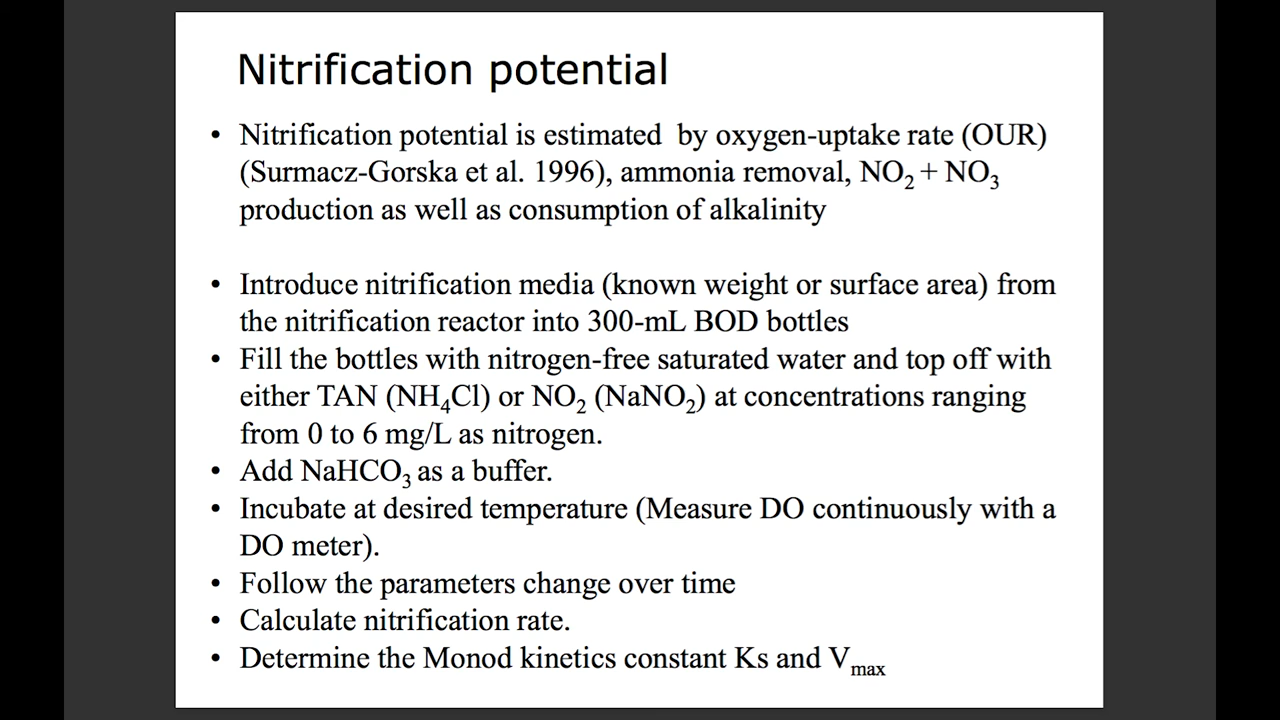 Nitrification potential
• Nitrification potential is estimated by oxygen-uptake rate (OUR)
(Surmacz-Gorska et al. 1996), ammonia removal, NO₂ + NO₃
production as well as consumption of alkalinity
• Introduce nitrification media (known weight or surface area) from
the nitrification reactor into 300-mL BOD bottles
• Fill the bottles with nitrogen-free saturated water and top off with
either TAN (NH₄Cl) or NO₂ (NaNO₂) at concentrations ranging
from 0 to 6 mg/L as nitrogen.
• Add NaHCO₃ as a buffer.
• Incubate at desired temperature (Measure DO continuously with a
DO meter).
• Follow the parameters change over time
• Calculate nitrification rate.
• Determine the Monod kinetics constant Ks and Vmax